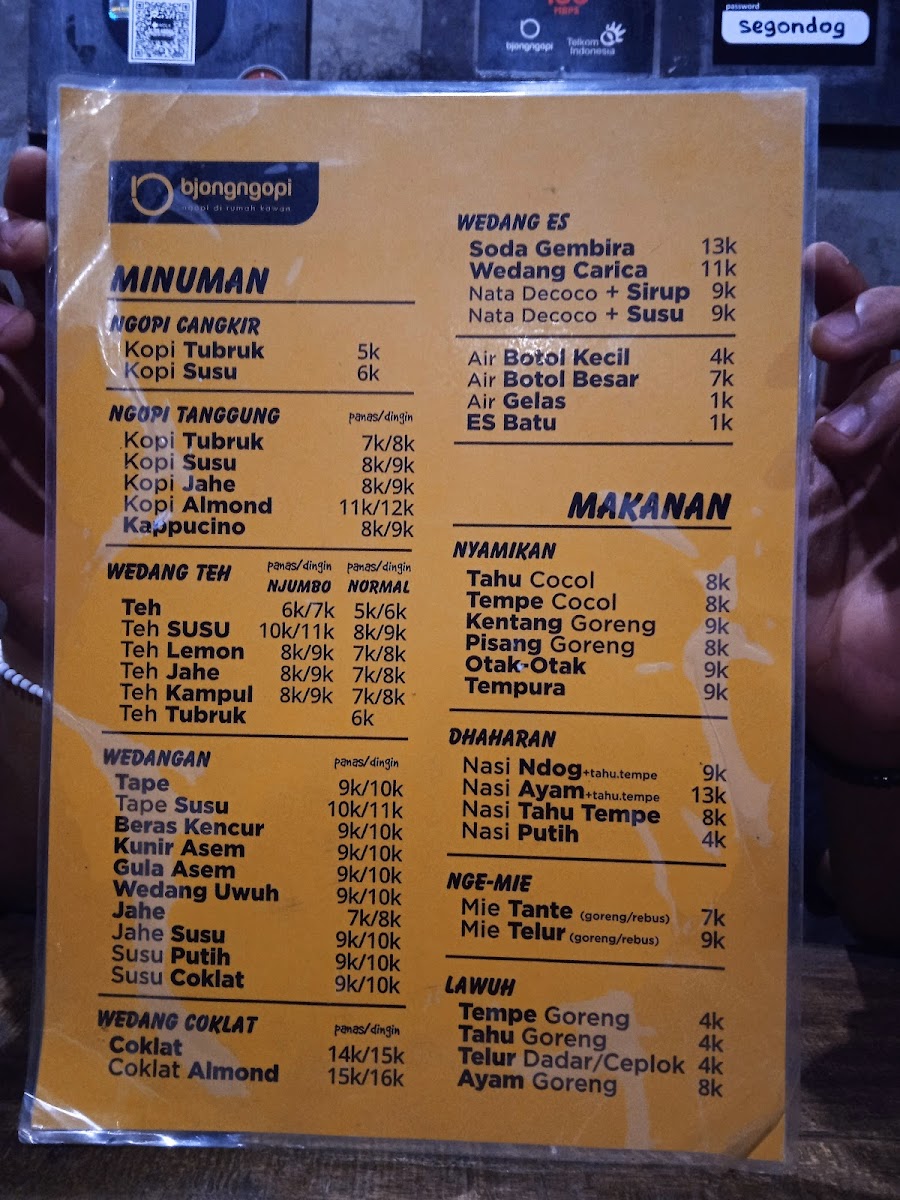 bjongngopi
Telkom
Indonesia
password
segondog
bjongngopi
ngopi di rumah kawan
MINUMAN
NGOPI CANGKIR
Kopi Tubruk 5k
Kopi Susu 6k
NGOPI TANGGUNG panas/dingin
Kopi Tubruk 7k/8k
Kopi Susu 8k/9k
Kopi Jahe 8k/9k
Kopi Almond 11k/12k
Kappucino 8k/9k
WEDANG TEH panas/dingin NJUMBO panas/dingin NORMAL
Teh 6k/7k 5k/6k
Teh SUSU 10k/11k 8k/9k
Teh Lemon 8k/9k 7k/8k
Teh Jahe 8k/9k 7k/8k
Teh Kampul 8k/9k 7k/8k
Teh Tubruk 6k
WEDANGAN panas/dingin
Tape 9k/10k
Tape Susu 10k/11k
Beras Kencur 9k/10k
Kunir Asem 9k/10k
Gula Asem 9k/10k
Wedang Uwuh 9k/10k
Jahe 7k/8k
Jahe Susu 9k/10k
Susu Putih 9k/10k
Susu Coklat 9k/10k
WEDANG COKLAT panas/dingin
Coklat 14k/15k
Coklat Almond 15k/16k
WEDANG ES
Soda Gembira 13k
Wedang Carica 11k
Nata Decoco + Sirup 9k
Nata Decoco + Susu 9k
Air Botol Kecil 4k
Air Botol Besar 7k
Air Gelas 1k
ES Batu 1k
MAKANAN
NYAMIKAN
Tahu Cocol 8k
Tempe Cocol 8k
Kentang Goreng 9k
Pisang Goreng 8k
Otak-Otak 9k
Tempura 9k
DHAHARAN
Nasi Ndog +tahu.tempe 9k
Nasi Ayam +tahu.tempe 13k
Nasi Tahu Tempe 8k
Nasi Putih 4k
NGE-MIE
Mie Tante (goreng/rebus) 7k
Mie Telur (goreng/rebus) 9k
LAWUH
Tempe Goreng 4k
Tahu Goreng 4k
Telur Dadar/Ceplok 4k
Ayam Goreng 8k